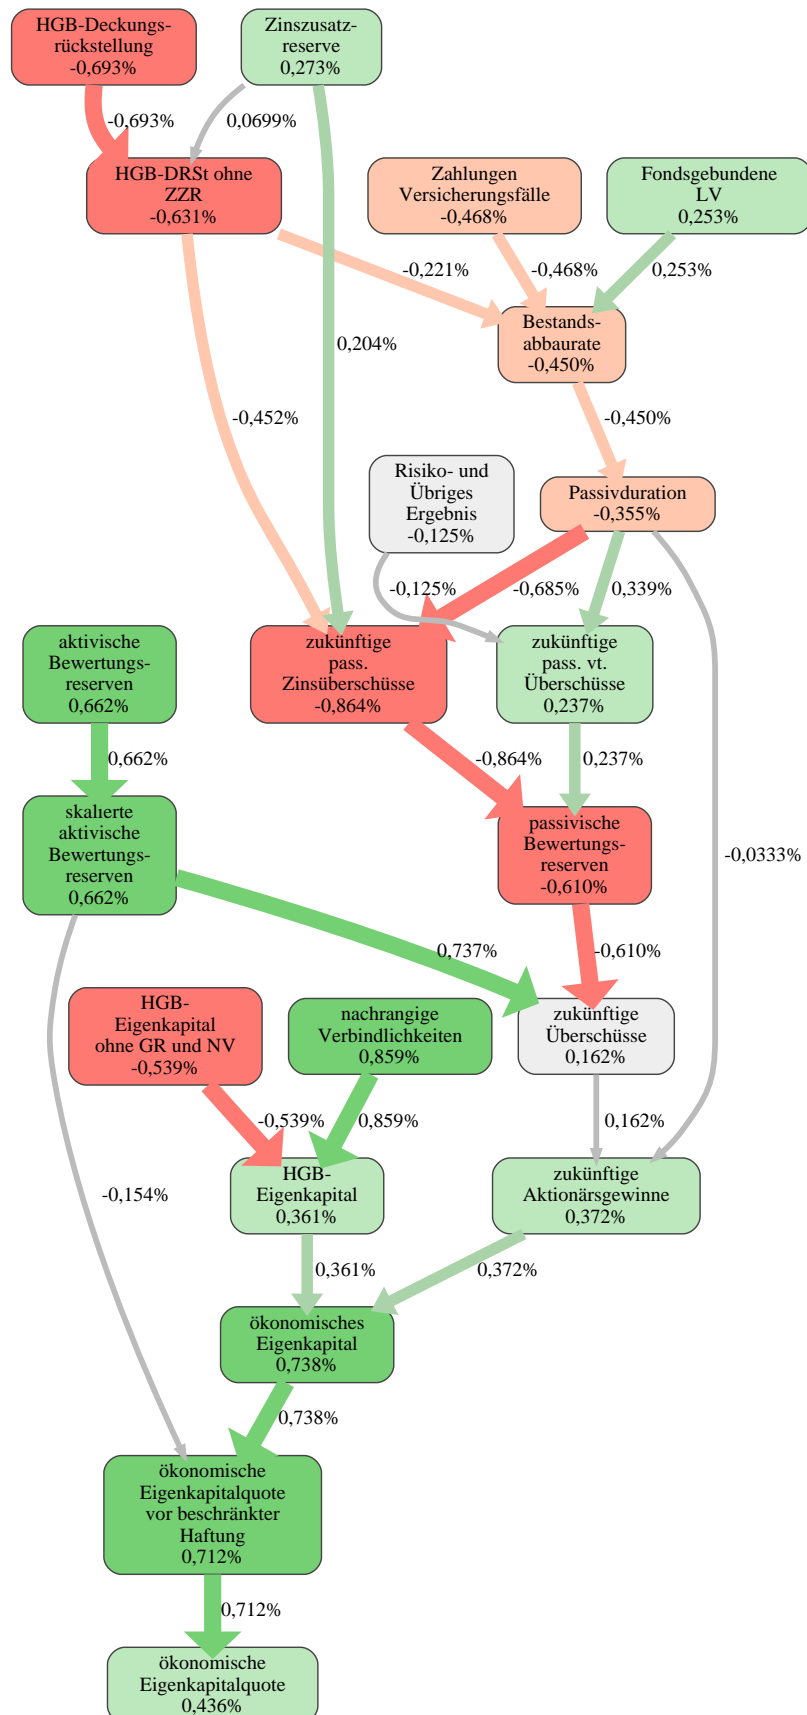 HGB-Deckungs-
rückstellung
-0,693%
Zinszusatz-
reserve
0,273%
-0,693%
0,0699%
HGB-DRSt ohne
ZZR
-0,631%
Zahlungen
Versicherungsfälle
-0,468%
Fondsgebundene
LV
0,253%
-0,221%
-0,468%
0,253%
Bestands-
abbaurate
-0,450%
0,204%
-0,452%
-0,450%
Risiko- und
Übriges
Ergebnis
-0,125%
Passivduration
-0,355%
-0,125%
-0,685%
0,339%
aktivische
Bewertungs-
reserven
0,662%
zukünftige
pass.
Zinsüberschüsse
-0,864%
zukünftige
pass. vt.
Überschüsse
0,237%
0,662%
-0,864%
0,237%
skalierte
aktivische
Bewertungs-
reserven
0,662%
passivische
Bewertungs-
reserven
-0,610%
-0,0333%
0,737%
-0,610%
HGB-
Eigenkapital
ohne GR und NV
-0,539%
nachrangige
Verbindlichkeiten
0,859%
zukünftige
Überschüsse
0,162%
-0,539%
0,859%
0,162%
-0,154%
HGB-
Eigenkapital
0,361%
zukünftige
Aktionärsgewinne
0,372%
0,361%
0,372%
ökonomisches
Eigenkapital
0,738%
0,738%
ökonomische
Eigenkapitalquote
vor beschränkter
Haftung
0,712%
0,712%
ökonomische
Eigenkapitalquote
0,436%